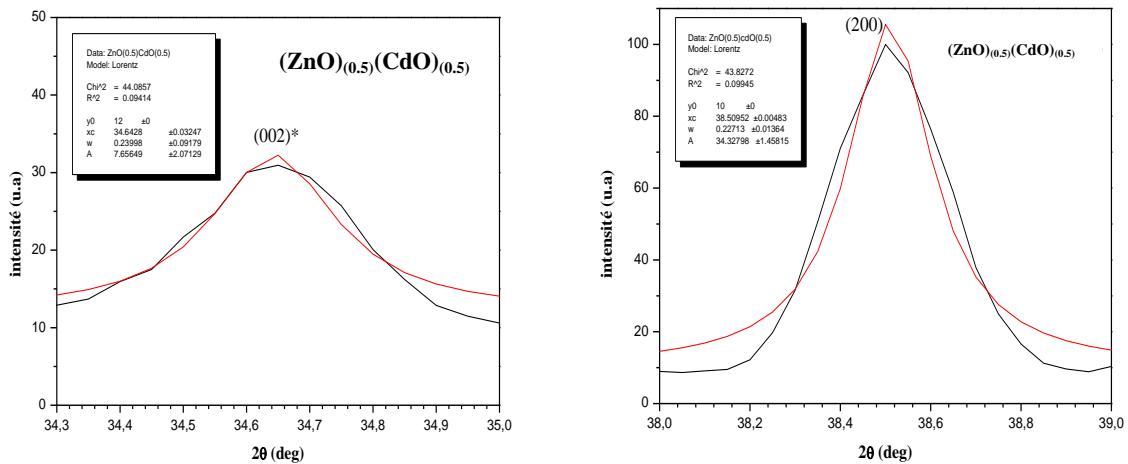 50
40
30
20
10
0
intensité (u.a)
Data: ZnO(0.5)CdO(0.5)
Model: Lorentz
Chi^2 = 44.0857
R^2 = 0.09414
y0 12 ±0
xc 34.6428 ±0.03247
w 0.23998 ±0.09179
A 7.65649 ±2.07129
(ZnO)(0.5)(CdO)(0.5)
(002)*
34,3 34,4 34,5 34,6 34,7 34,8 34,9 35,0
2θ (deg)
100
80
60
40
20
0
intensité (u.a)
Data: ZnO(0.5)cdO(0.5)
Model: Lorentz
Chi^2 = 43.8272
R^2 = 0.09945
y0 10 ±0
xc 38.50952 ±0.00483
w 0.22713 ±0.01364
A 34.32798 ±1.45815
(200)
(ZnO)(0.5)(CdO)(0.5)
38,0 38,2 38,4 38,6 38,8 39,0
2θ (deg)